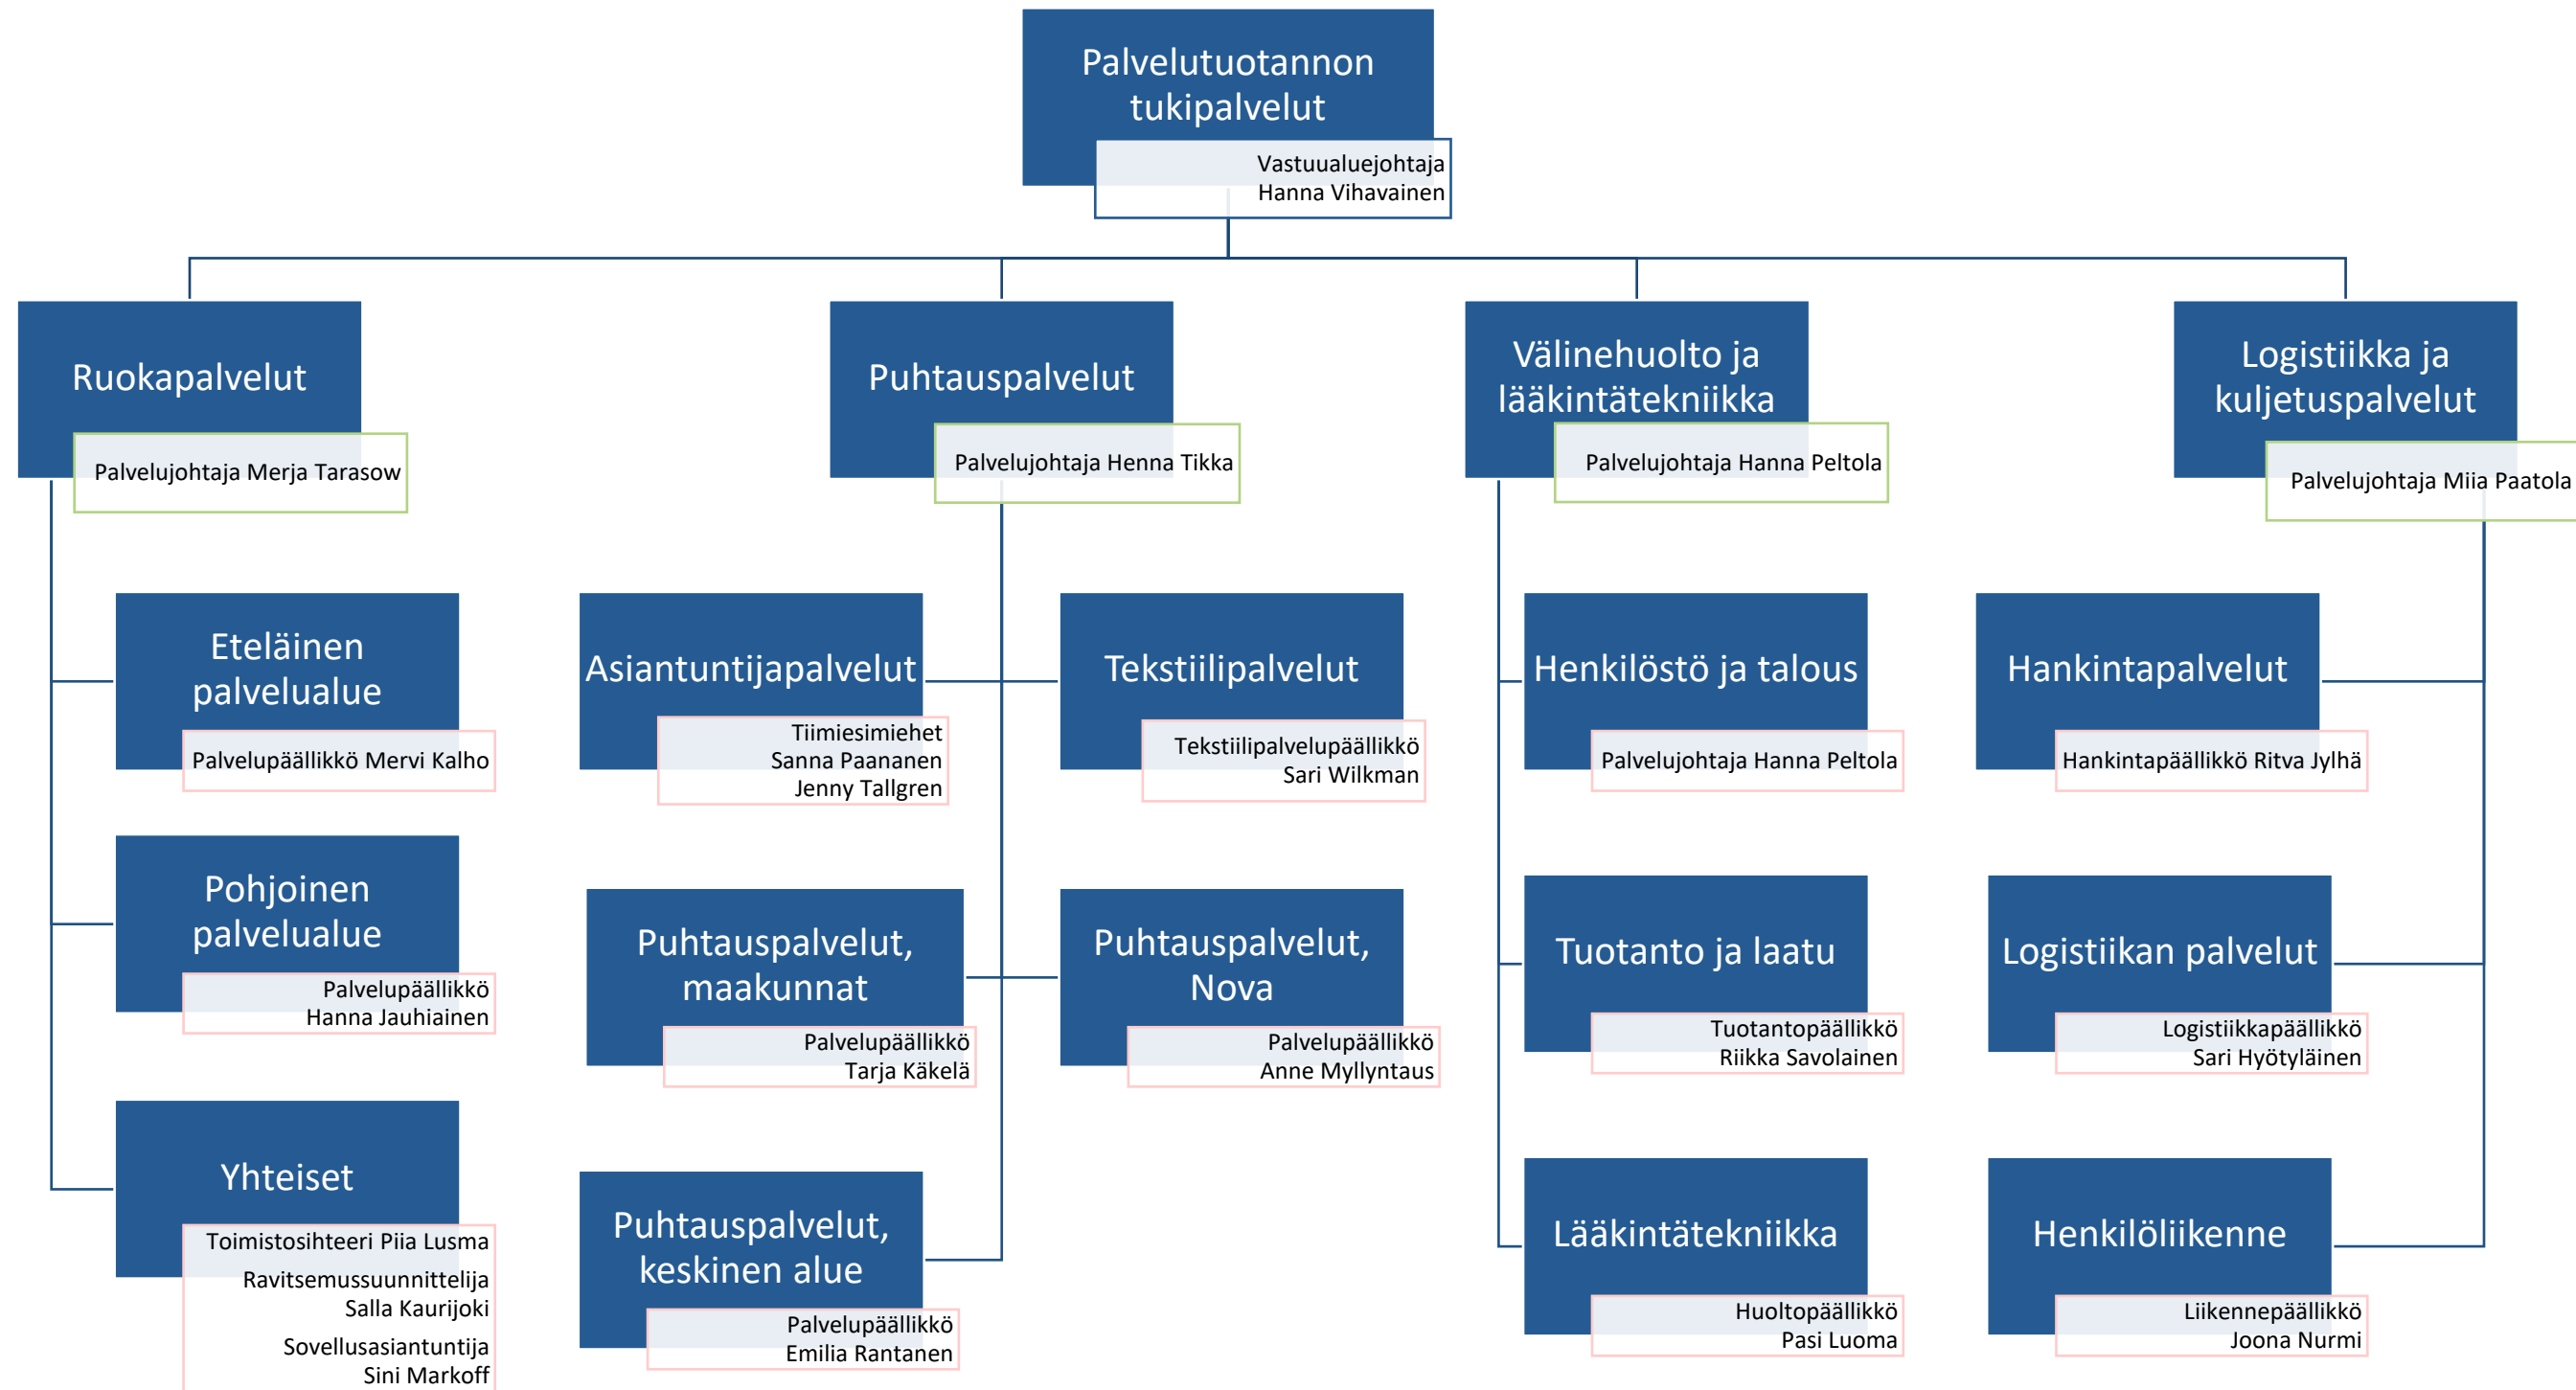 Palvelutuotannon
tukipalvelut
Vastuualuejohtaja
Hanna Vihavainen
Ruokapalvelut
Palvelujohtaja Merja Tarasow
Puhtauspalvelut
Palvelujohtaja Henna Tikka
Välinehuolto ja
lääkintätekniikka
Palvelujohtaja Hanna Peltola
Logistiikka ja
kuljetuspalvelut
Palvelujohtaja Miia Paatola
Eteläinen
palvelualue
Palvelupäällikkö Mervi Kalho
Pohjoinen
palvelualue
Palvelupäällikkö
Hanna Jauhiainen
Yhteiset
Toimistosihteeri Piia Lusma
Ravitsemussuunnittelija
Salla Kaurijoki
Sovellusasiantuntija
Sini Markoff
Asiantuntijapalvelut
Tiimiesimiehet
Sanna Paananen
Jenny Tallgren
Tekstiilipalvelut
Tekstiilipalvelupäällikkö
Sari Wilkman
Puhtauspalvelut,
maakunnat
Palvelupäällikkö
Tarja Käkelä
Puhtauspalvelut,
Nova
Palvelupäällikkö
Anne Myllyntaus
Puhtauspalvelut,
keskinen alue
Palvelupäällikkö
Emilia Rantanen
Henkilöstö ja talous
Palvelujohtaja Hanna Peltola
Tuotanto ja laatu
Tuotantopäällikkö
Riikka Savolainen
Lääkintätekniikka
Huoltopäällikkö
Pasi Luoma
Hankintapalvelut
Hankintapäällikkö Ritva Jylhä
Logistiikan palvelut
Logistiikkapäällikkö
Sari Hyötyläinen
Henkilöliikenne
Liikennepäällikkö
Joona Nurmi